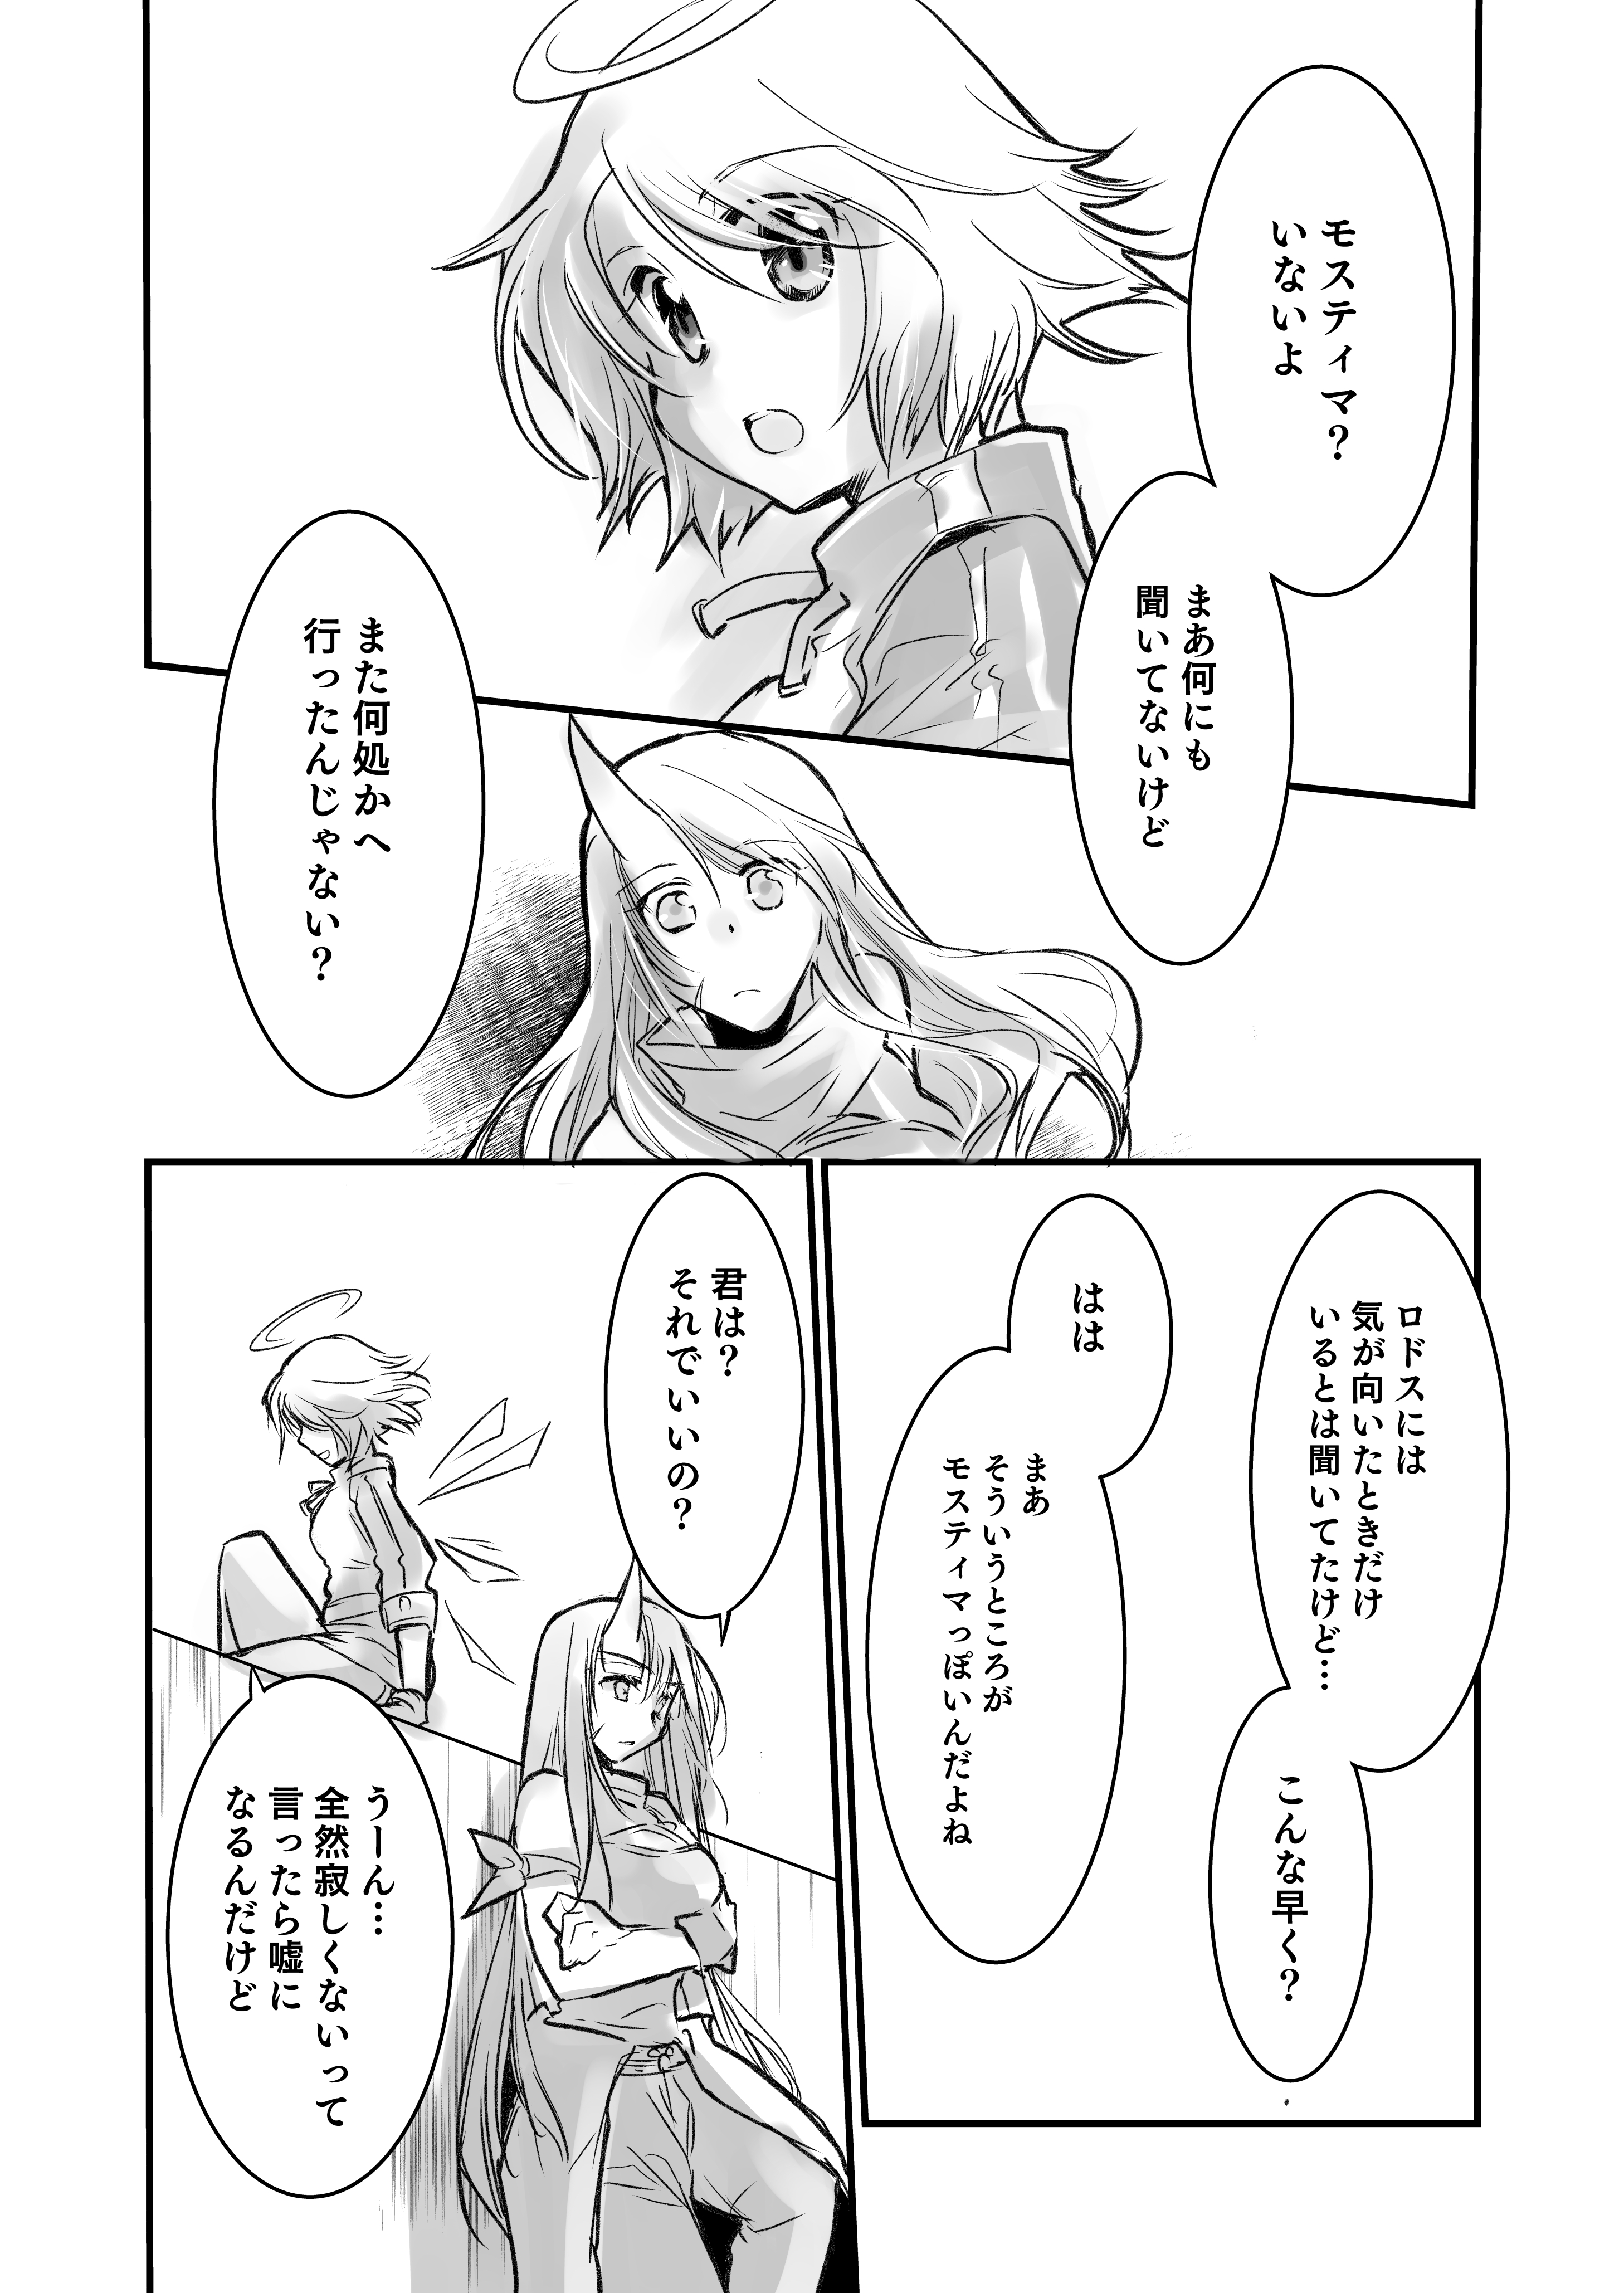 モスティマ？
いないよ
まあ何にも
聞いてないけど
また何処かへ
行ったんじゃない？
ロドスには
気が向いたときだけ
いるとは聞いてたけど…
こんな早く？
はは
まあ
そういうところが
モスティマっぽいんだよね
君は？
それでいいの？
うーん…
全然寂しくないって
言ったら嘘に
なるんだけど